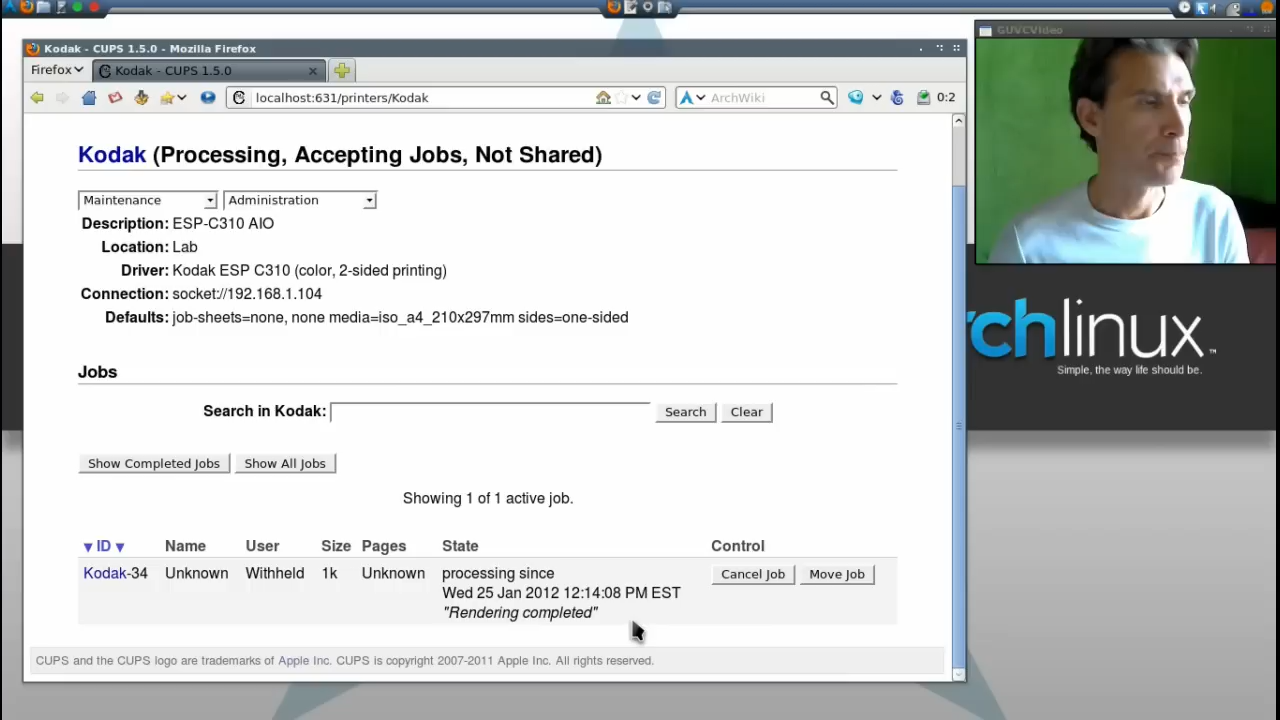 Kodak - CUPS 1.5.0 - Mozilla Firefox
GUVCVideo
Firefox
Kodak - CUPS 1.5.0
localhost:631/printers/Kodak
ArchWiki
0:2
Kodak (Processing, Accepting Jobs, Not Shared)
Maintenance Administration
Description: ESP-C310 AIO
Location: Lab
Driver: Kodak ESP C310 (color, 2-sided printing)
Connection: socket://192.168.1.104
Defaults: job-sheets=none, none media=iso_a4_210x297mm sides=one-sided
rchlinux™
Simple, the way life should be.
Jobs
Search in Kodak: Search Clear
Show Completed Jobs Show All Jobs
Showing 1 of 1 active job.
▼ ID ▼ Name User Size Pages State Control
Kodak-34 Unknown Withheld 1k Unknown processing since Cancel Job Move Job
Wed 25 Jan 2012 12:14:08 PM EST
"Rendering completed"
CUPS and the CUPS logo are trademarks of Apple Inc. CUPS is copyright 2007-2011 Apple Inc. All rights reserved.